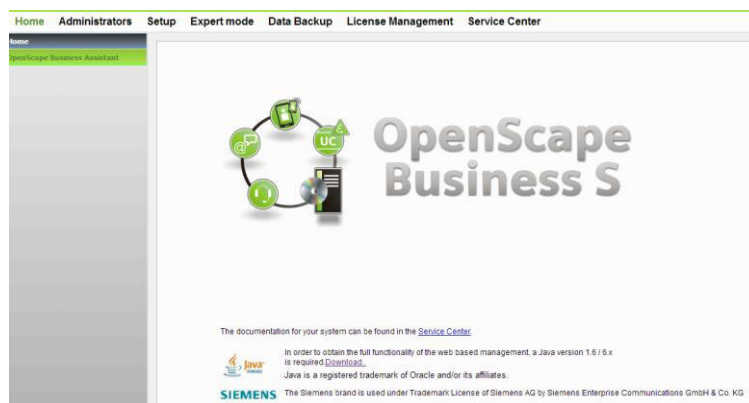 Home Administrators Setup Expert mode Data Backup License Management Service Center
Home
OpenScape Business Assistant
@
UC
OpenScape
Business S
The documentation for your system can be found in the Service Center.
In order to obtain the full functionality of the web based management, a Java version 1.6 / 6.x
is required.Download.
Java
Java is a registered trademark of Oracle and/or its affiliates.
SIEMENS The Siemens brand is used under Trademark License of Siemens AG by Siemens Enterprise Communications GmbH & Co. KG